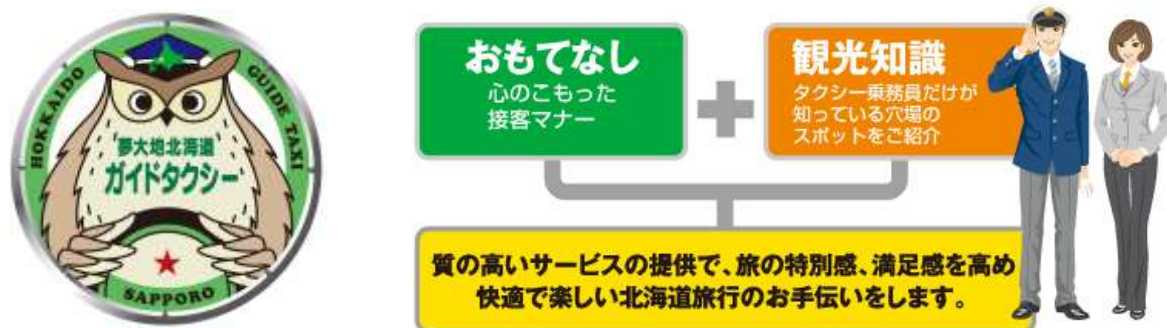 HOKKAIDO GUIDE TAXI
夢大地北海道
ガイドタクシー
SAPPORO
おもてなし
心のこもった
接客マナー
観光知識
タクシー乗務員だけが
知っている穴場の
スポットをご紹介
質の高いサービスの提供で、旅の特別感、満足感を高め
快適で楽しい北海道旅行のお手伝いをします。